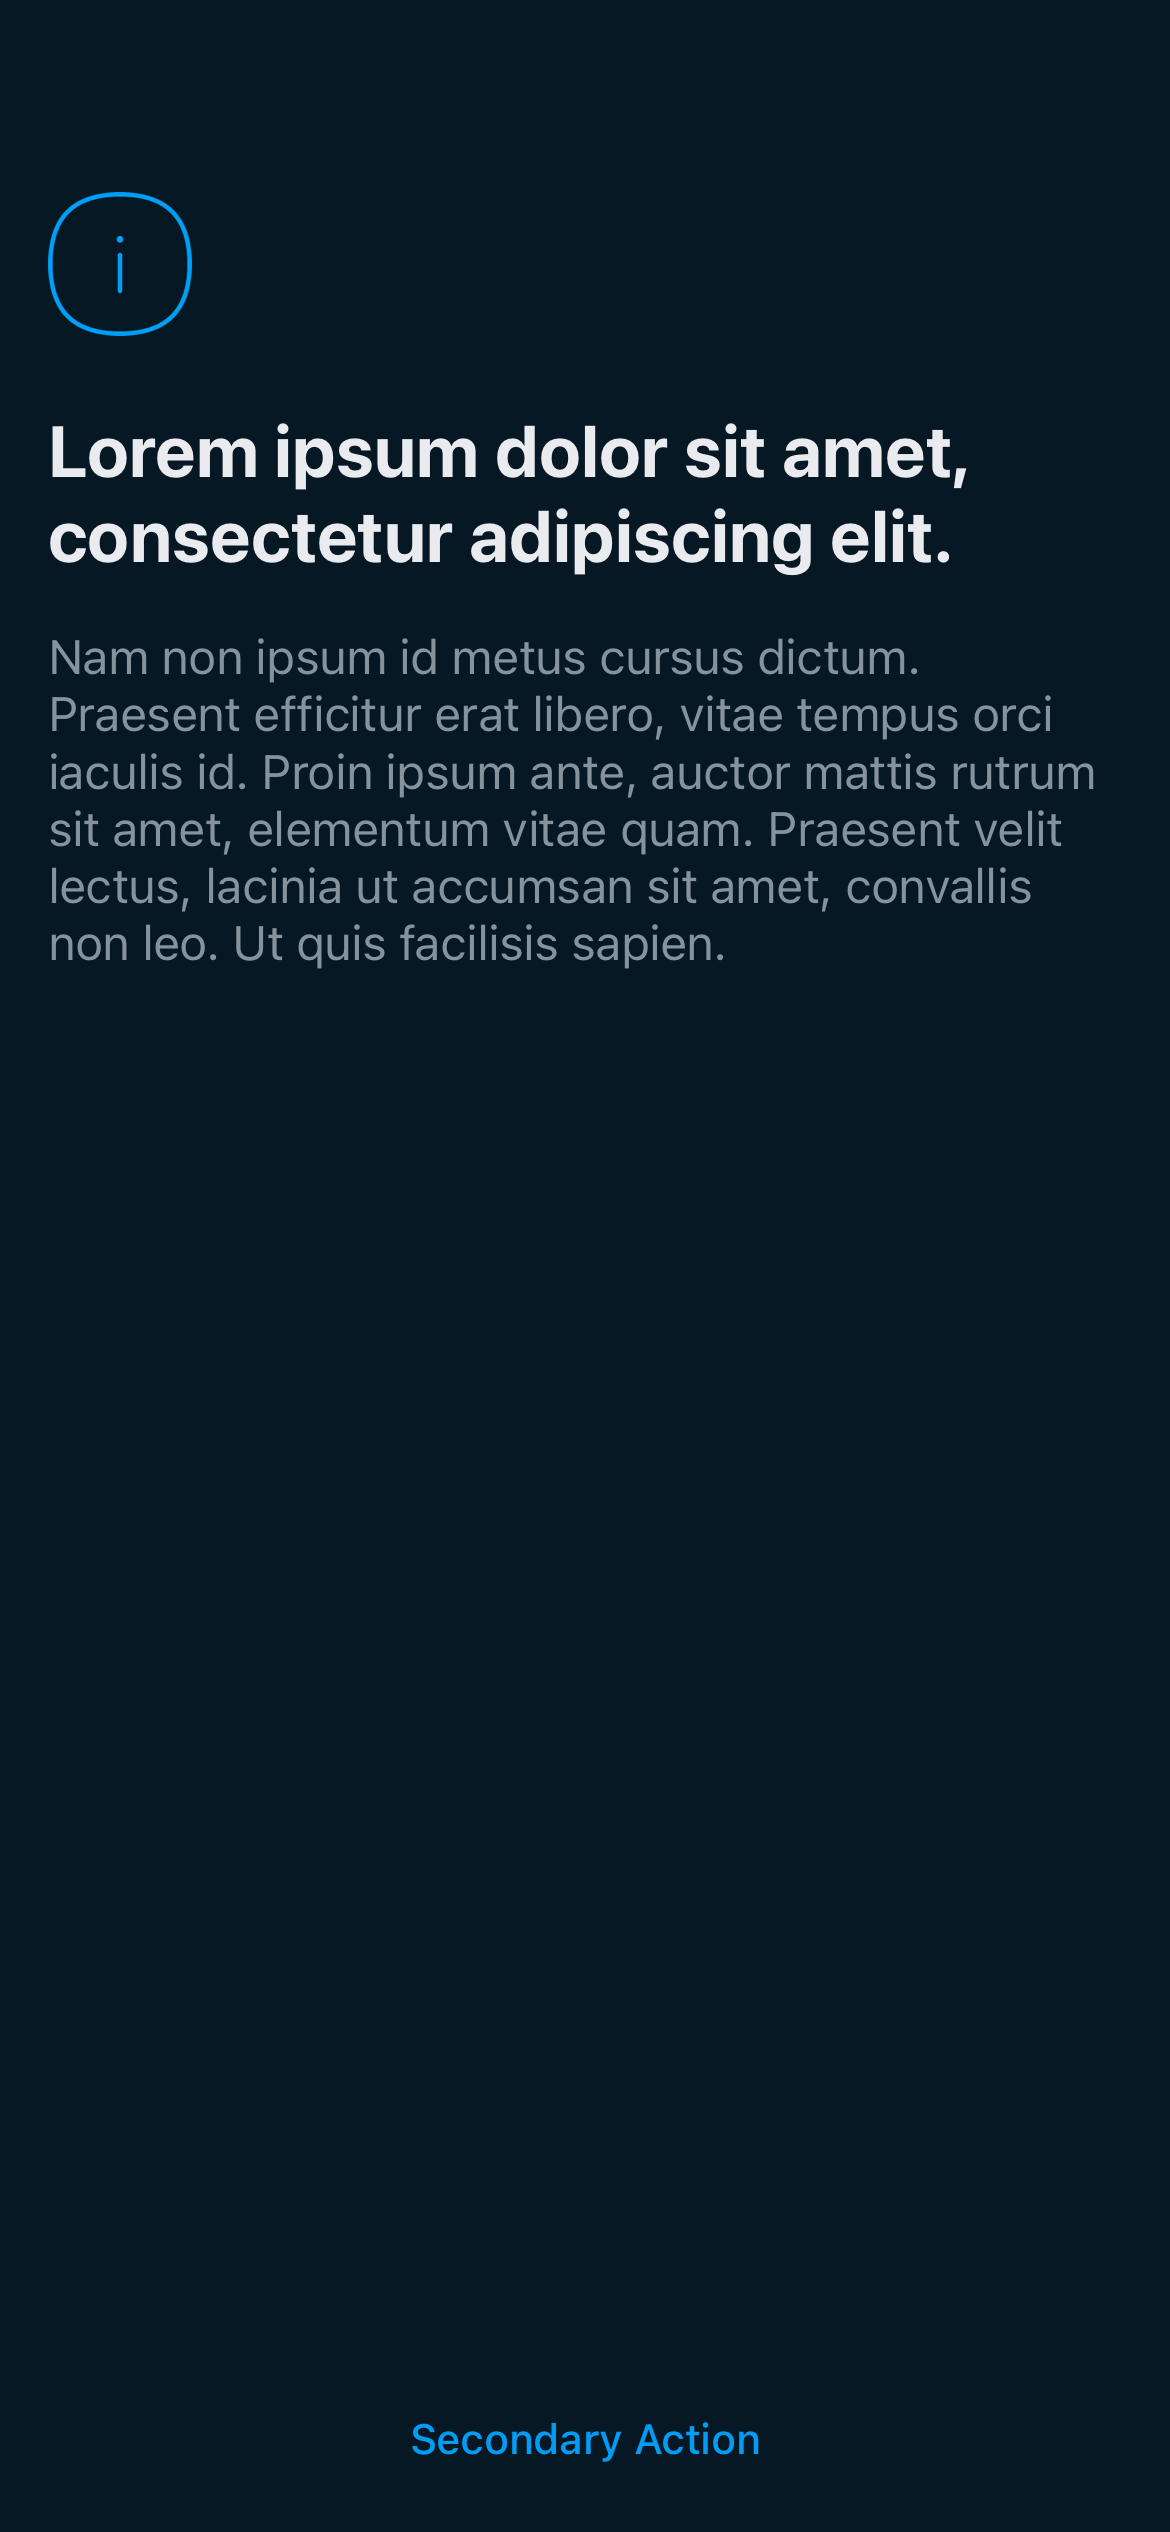 Lorem ipsum dolor sit amet,
consectetur adipiscing elit.
Nam non ipsum id metus cursus dictum.
Praesent efficitur erat libero, vitae tempus orci
iaculis id. Proin ipsum ante, auctor mattis rutrum
sit amet, elementum vitae quam. Praesent velit
lectus, lacinia ut accumsan sit amet, convallis
non leo. Ut quis facilisis sapien.
Secondary Action